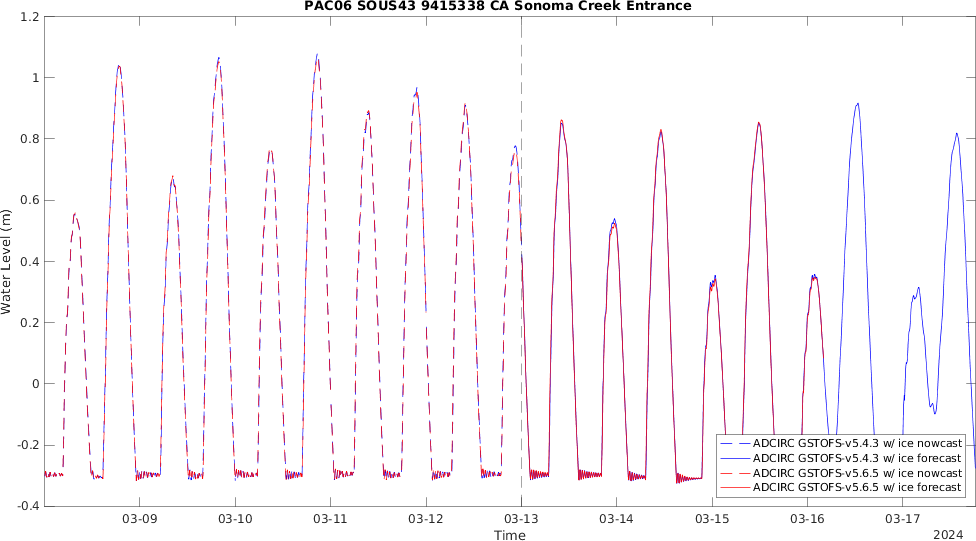 PAC06 SOUS43 9415338 CA Sonoma Creek Entrance
1.2
1
0.8
0.6
0.4
0.2
0
-0.2
-0.4
Water Level (m)
ADCIRC GSTOFS-v5.4.3 w/ ice nowcast
ADCIRC GSTOFS-v5.4.3 w/ ice forecast
ADCIRC GSTOFS-v5.6.5 w/ ice nowcast
ADCIRC GSTOFS-v5.6.5 w/ ice forecast
03-09 03-10 03-11 03-12 03-13 03-14 03-15 03-16 03-17
Time
2024